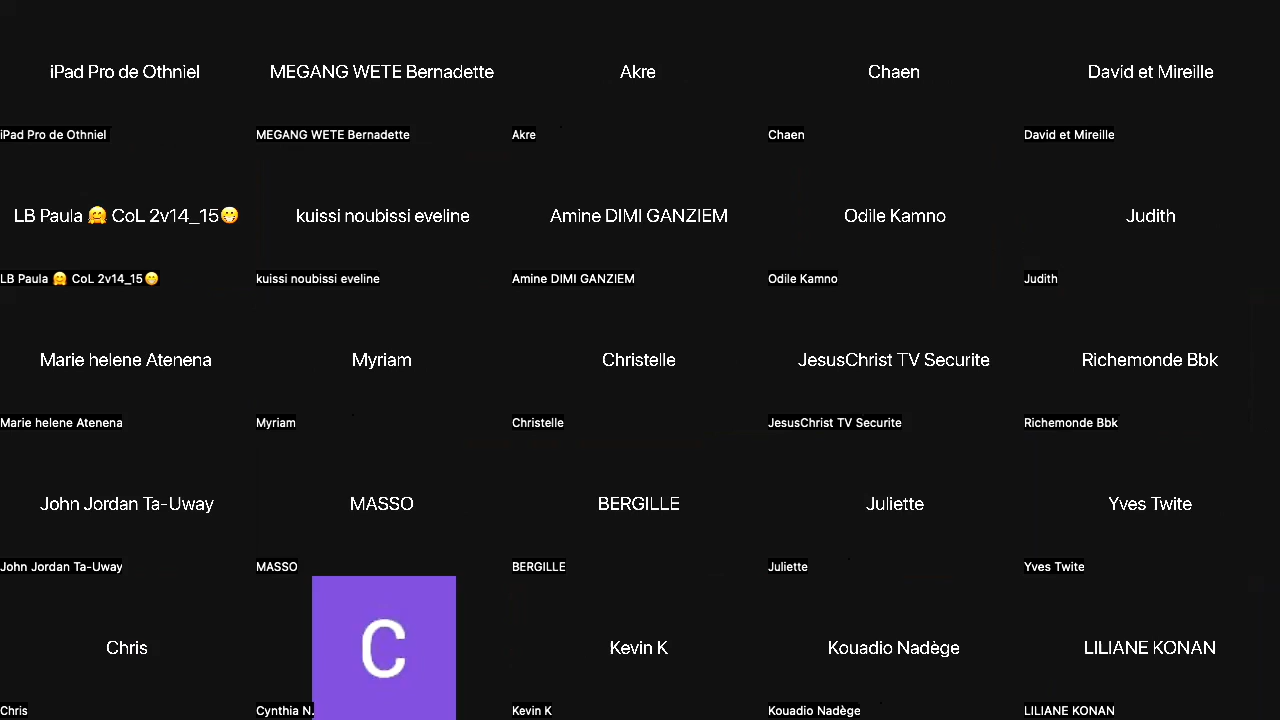 iPad Pro de Othniel
MEGANG WETE Bernadette
Akre
Chaen
David et Mireille
iPad Pro de Othniel
MEGANG WETE Bernadette
Akre
Chaen
David et Mireille
LB Paula 🤗 CoL 2v14_15😁
kuissi noubissi eveline
Amine DIMI GANZIEM
Odile Kamno
Judith
LB Paula 🤗 CoL 2v14_15😁
kuissi noubissi eveline
Amine DIMI GANZIEM
Odile Kamno
Judith
Marie helene Atenena
Myriam
Christelle
JesusChrist TV Securite
Richemonde Bbk
Marie helene Atenena
Myriam
Christelle
JesusChrist TV Securite
Richemonde Bbk
John Jordan Ta-Uway
MASSO
BERGILLE
Juliette
Yves Twite
John Jordan Ta-Uway
MASSO
BERGILLE
Juliette
Yves Twite
Chris
C
Kevin K
Kouadio Nadège
LILIANE KONAN
Chris
Cynthia N.
Kevin K
Kouadio Nadège
LILIANE KONAN